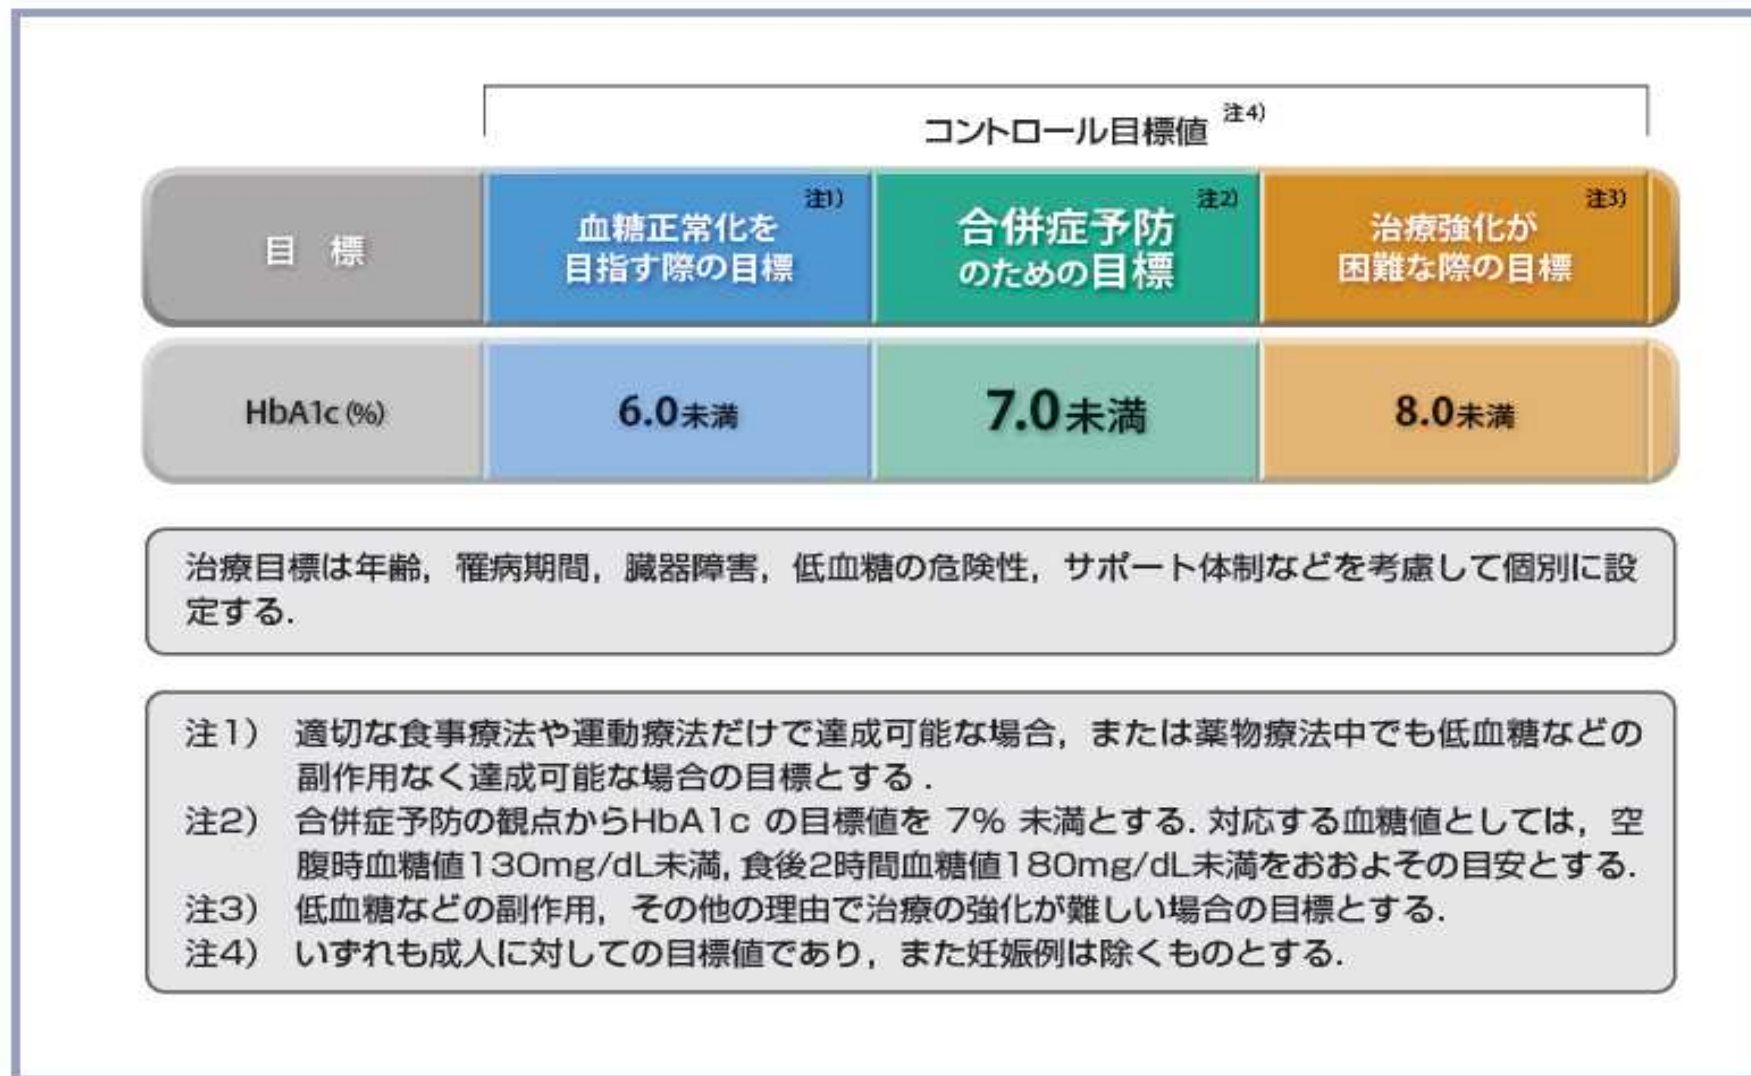 コントロール目標値 注4)
目 標
血糖正常化を 注1)
目指す際の目標
合併症予防 注2)
のための目標
治療強化が 注3)
困難な際の目標
HbA1c(%)
6.0未満
7.0未満
8.0未満
治療目標は年齢，罹病期間，臓器障害，低血糖の危険性，サポート体制などを考慮して個別に設
定する．
注1) 適切な食事療法や運動療法だけで達成可能な場合，または薬物療法中でも低血糖などの
副作用なく達成可能な場合の目標とする．
注2) 合併症予防の観点からHbA1c の目標値を 7% 未満とする．対応する血糖値としては，空
腹時血糖値130mg/dL未満，食後2時間血糖値180mg/dL未満をおおよその目安とする．
注3) 低血糖などの副作用，その他の理由で治療の強化が難しい場合の目標とする．
注4) いずれも成人に対しての目標値であり，また妊娠例は除くものとする．